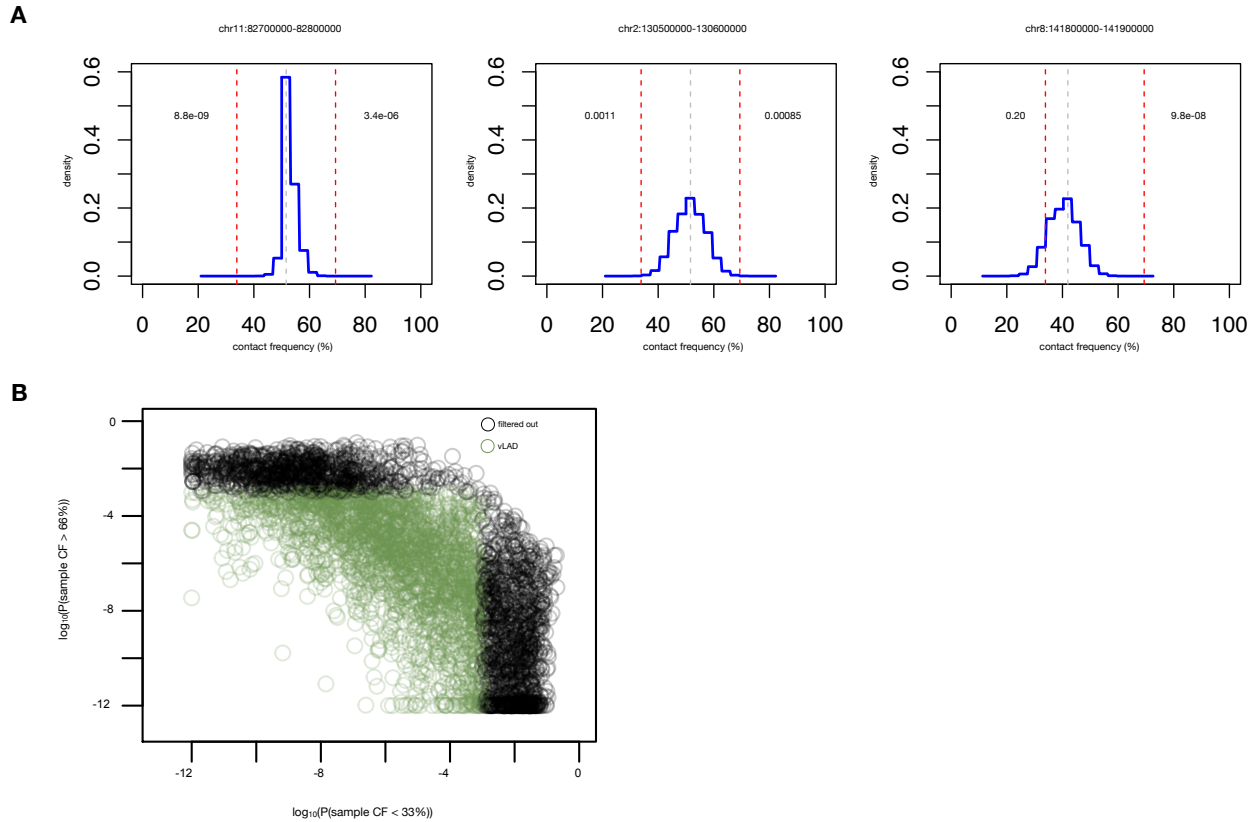 A
chr11:82700000-82800000
chr2:130500000-130600000
chr8:141800000-141900000
density
0.0 0.2 0.4 0.6
8.8e-09
3.4e-06
0 20 40 60 80 100
contact frequency (%)
density
0.0 0.2 0.4 0.6
0.0011
0.00085
0 20 40 60 80 100
contact frequency (%)
density
0.0 0.2 0.4 0.6
0.20
9.8e-08
0 20 40 60 80 100
contact frequency (%)
B
log₁₀(P(sample CF > 66%))
0
-4
-8
-12
filtered out
vLAD
-12 -8 -4 0
log₁₀(P(sample CF < 33%))